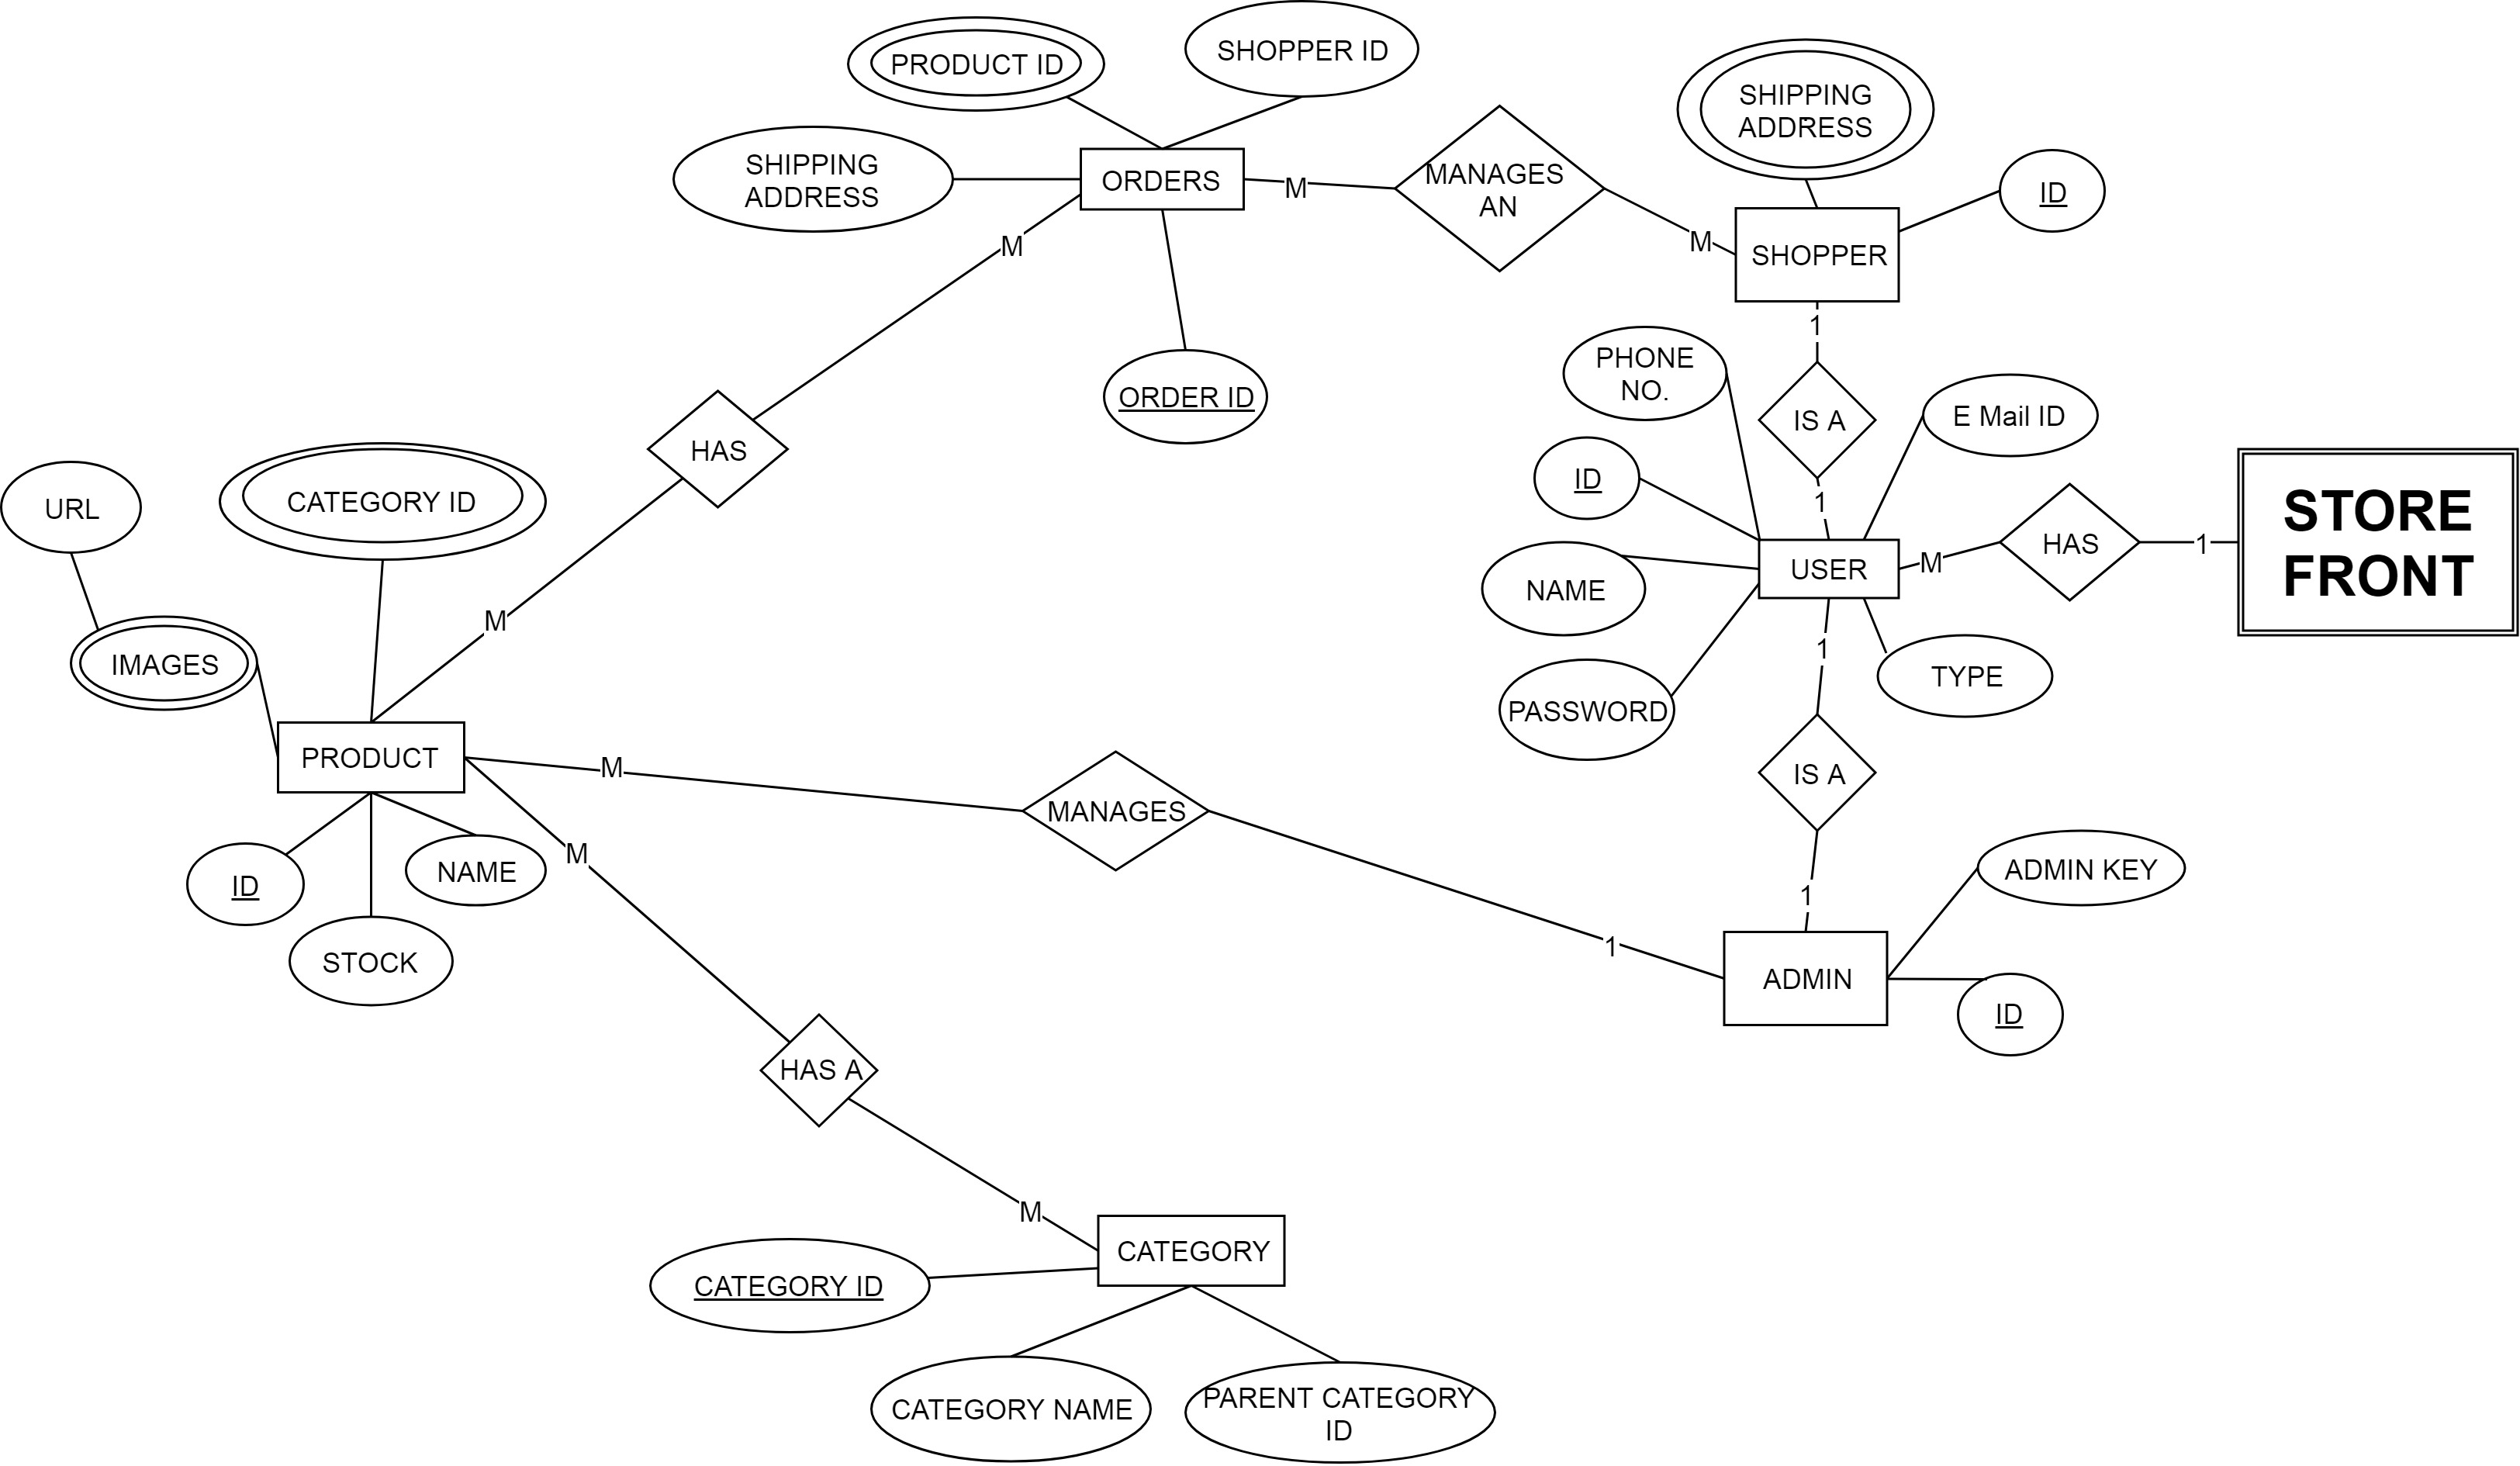 PRODUCT ID
SHOPPER ID
SHIPPING
ADDRESS
SHIPPING
ADDRESS
ORDERS
MANAGES
AN
ID
M
M
SHOPPER
M
1
PHONE
NO.
ORDER ID
IS A
E Mail ID
HAS
ID
CATEGORY ID
URL
1
STORE
FRONT
HAS
1
M
USER
NAME
M
1
IMAGES
TYPE
PASSWORD
PRODUCT
M
IS A
MANAGES
M
ADMIN KEY
NAME
ID
1
1
STOCK
ADMIN
ID
HAS A
M
CATEGORY
CATEGORY ID
CATEGORY NAME
PARENT CATEGORY
ID